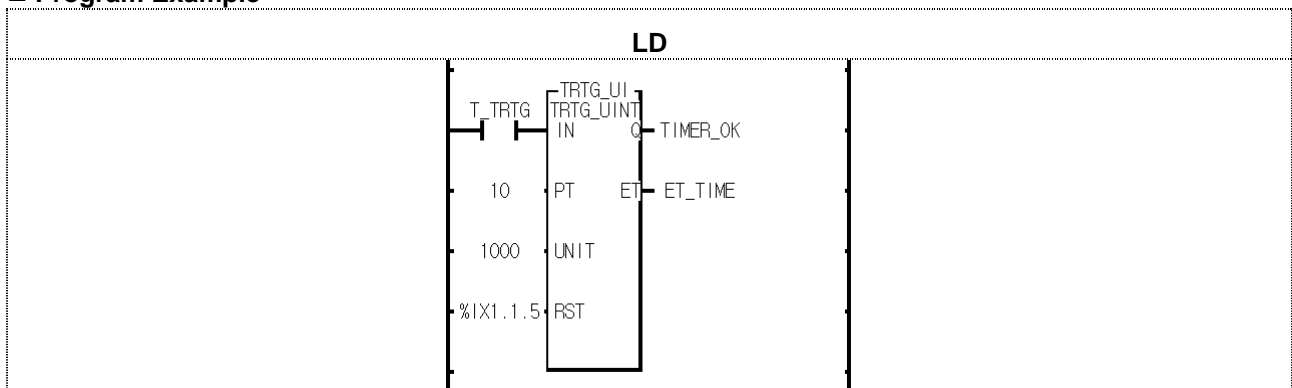 ■ Program Example
LD
TRTG_UI
T_TRTG TRTG_UINT
IN Q TIMER_OK
10 PT ET ET_TIME
1000 UNIT
%IX1.1.5 RST